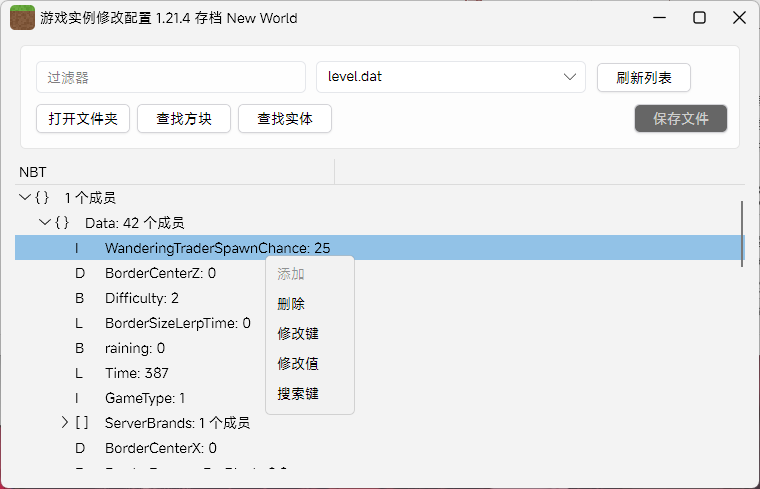 游戏实例修改配置 1.21.4 存档 New World
过滤器 level.dat 刷新列表
打开文件夹 查找方块 查找实体 保存文件
NBT
{} 1 个成员
{} Data: 42 个成员
I WanderingTraderSpawnChance: 25
D BorderCenterZ: 0
B Difficulty: 2
L BorderSizeLerpTime: 0
B raining: 0
L Time: 387
I GameType: 1
[] ServerBrands: 1 个成员
D BorderCenterX: 0
添加
删除
修改键
修改值
搜索键